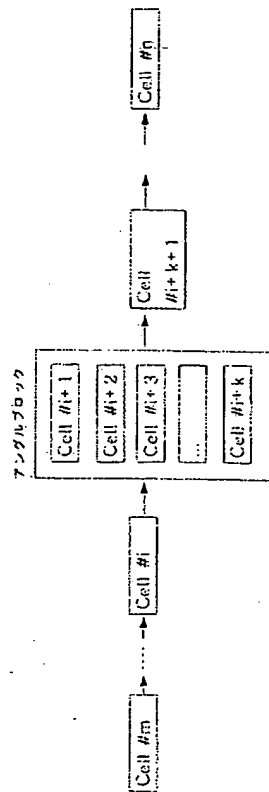 アングルブロック
Cell #m
......
Cell #i
Cell #i+1
Cell #i+2
Cell #i+3
...
Cell #i+k
Cell
#i+k+1
Cell #n